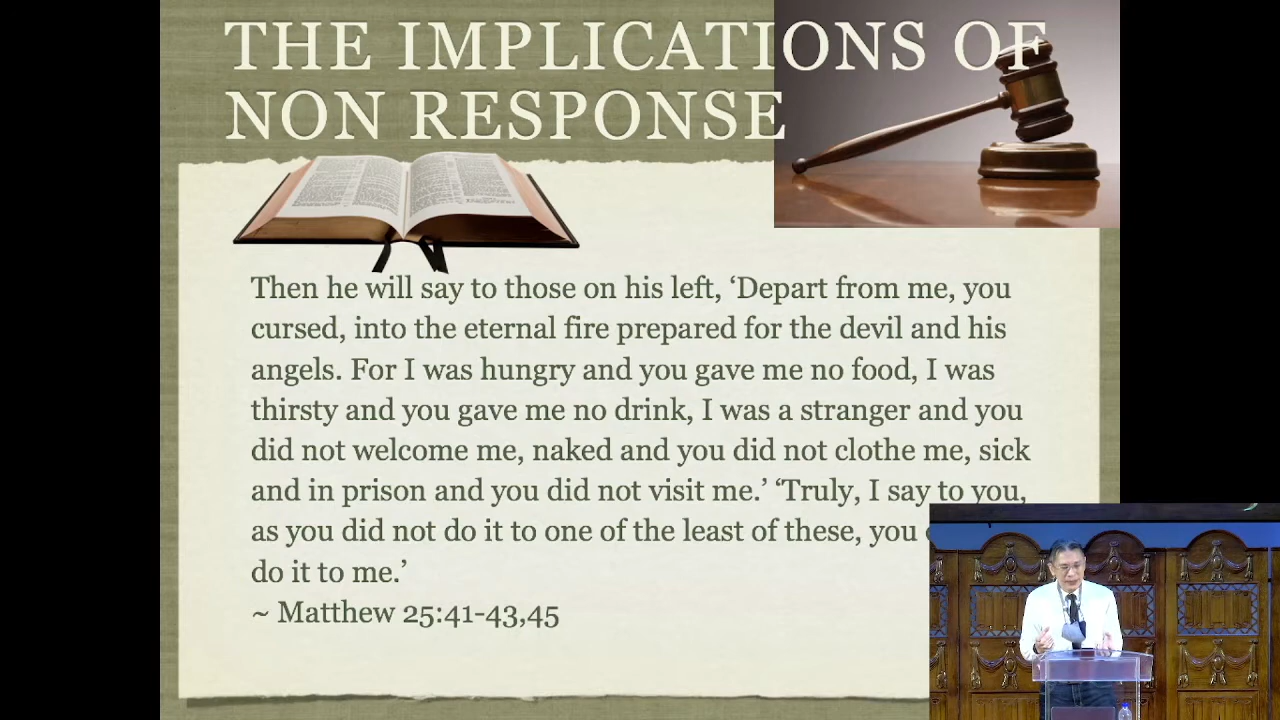 THE IMPLICATIONS OF
NON RESPONSE
Then he will say to those on his left, ‘Depart from me, you
cursed, into the eternal fire prepared for the devil and his
angels. For I was hungry and you gave me no food, I was
thirsty and you gave me no drink, I was a stranger and you
did not welcome me, naked and you did not clothe me, sick
and in prison and you did not visit me.’ ‘Truly, I say to you,
as you did not do it to one of the least of these, you
do it to me.’
~ Matthew 25:41-43,45